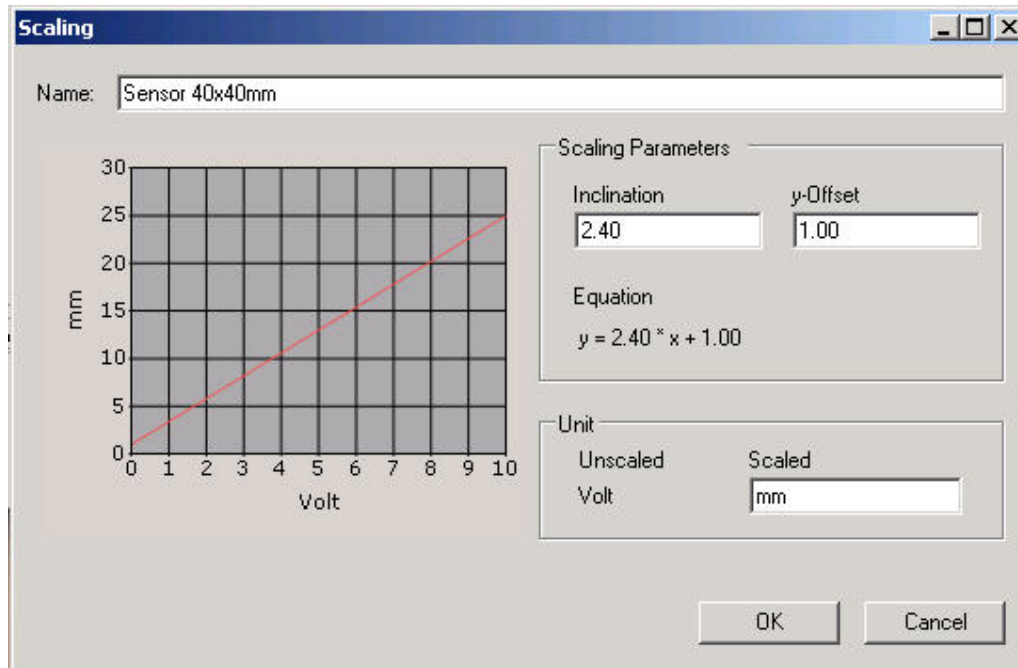 Scaling
Name: Sensor 40x40mm
30
25
20
15
10
5
0
mm
0 1 2 3 4 5 6 7 8 9 10
Volt
Scaling Parameters
Inclination y-Offset
2.40 1.00
Equation
y = 2.40 * x + 1.00
Unit
Unscaled Scaled
Volt mm
OK Cancel